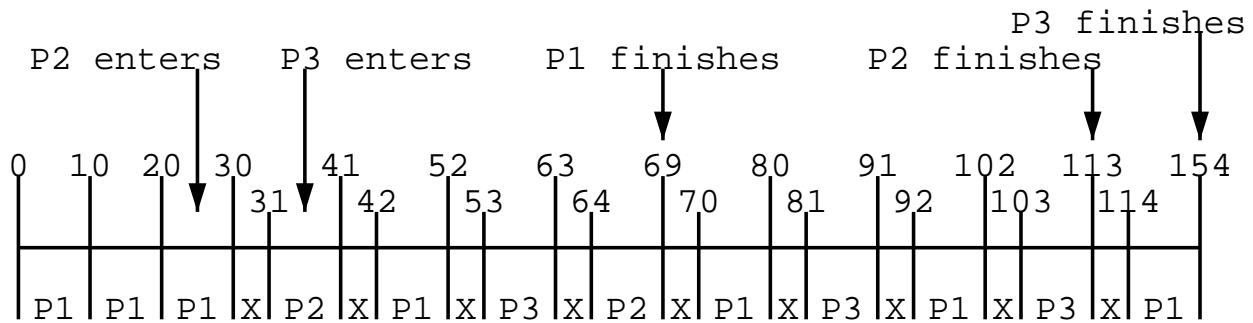 P3 finishes
P2 enters P3 enters P1 finishes P2 finishes
0 10 20 30 41 52 63 69 80 91 102 113 154
31 42 53 64 70 81 92 103 114
P1 P1 P1 X P2 X P1 X P3 X P2 X P1 X P3 X P1 X P3 X P1